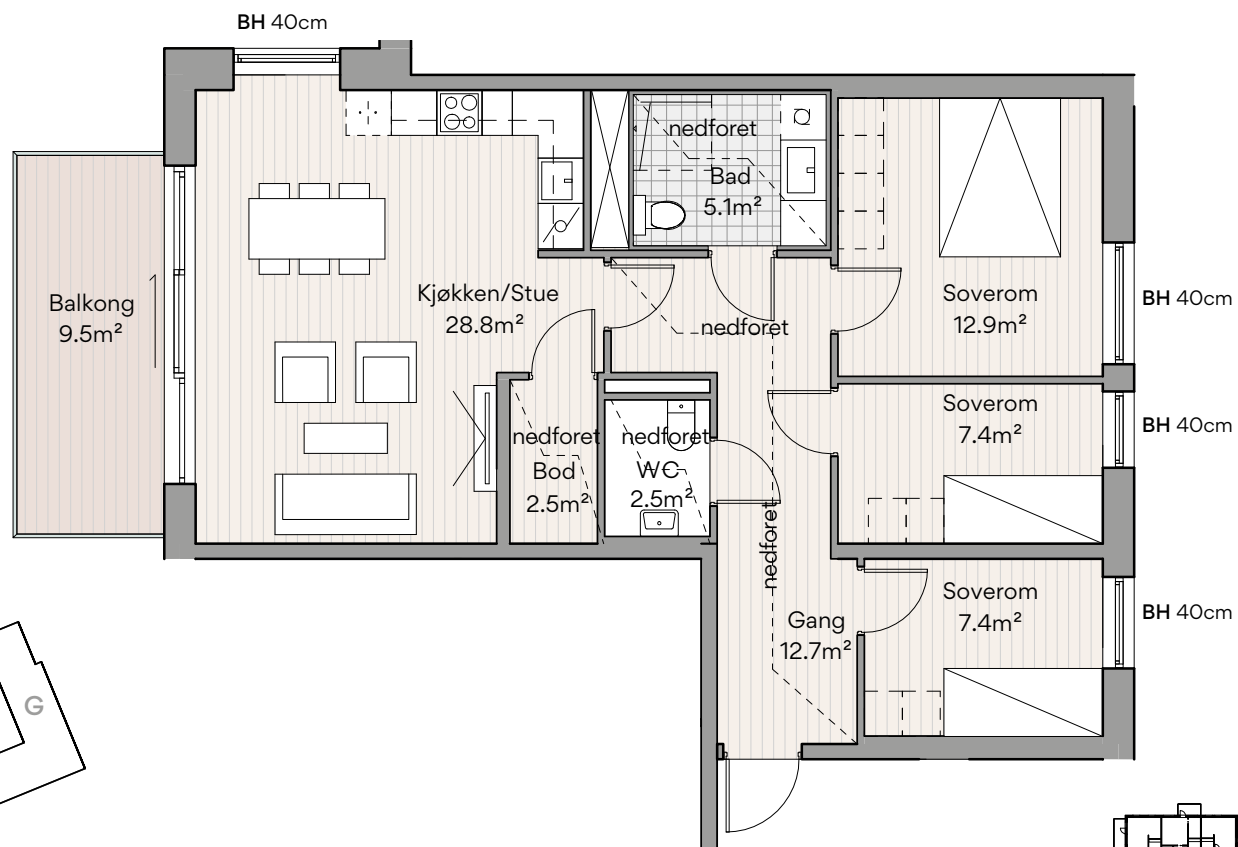 BH 40cm
nedforet
Bad
5.1m²
Balkong
9.5m²
Kjøkken/Stue
28.8m²
nedforet
Soverom
12.9m²
BH 40cm
Soverom
7.4m²
BH 40cm
nedforet
Bod
2.5m²
nedforet
WC
2.5m²
nedforet
Gang
12.7m²
Soverom
7.4m²
BH 40cm
G